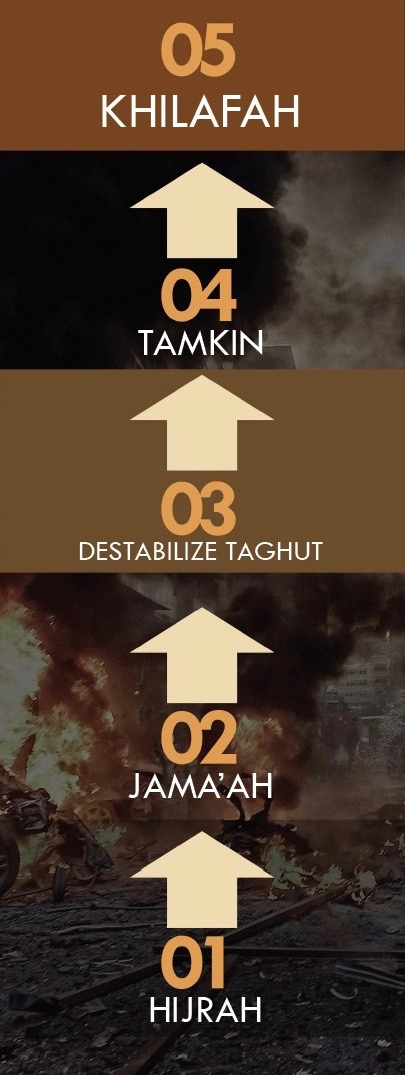 05
KHILAFAH
04
TAMKIN
03
DESTABILIZE TAGHUT
02
JAMA'AH
01
HIJRAH